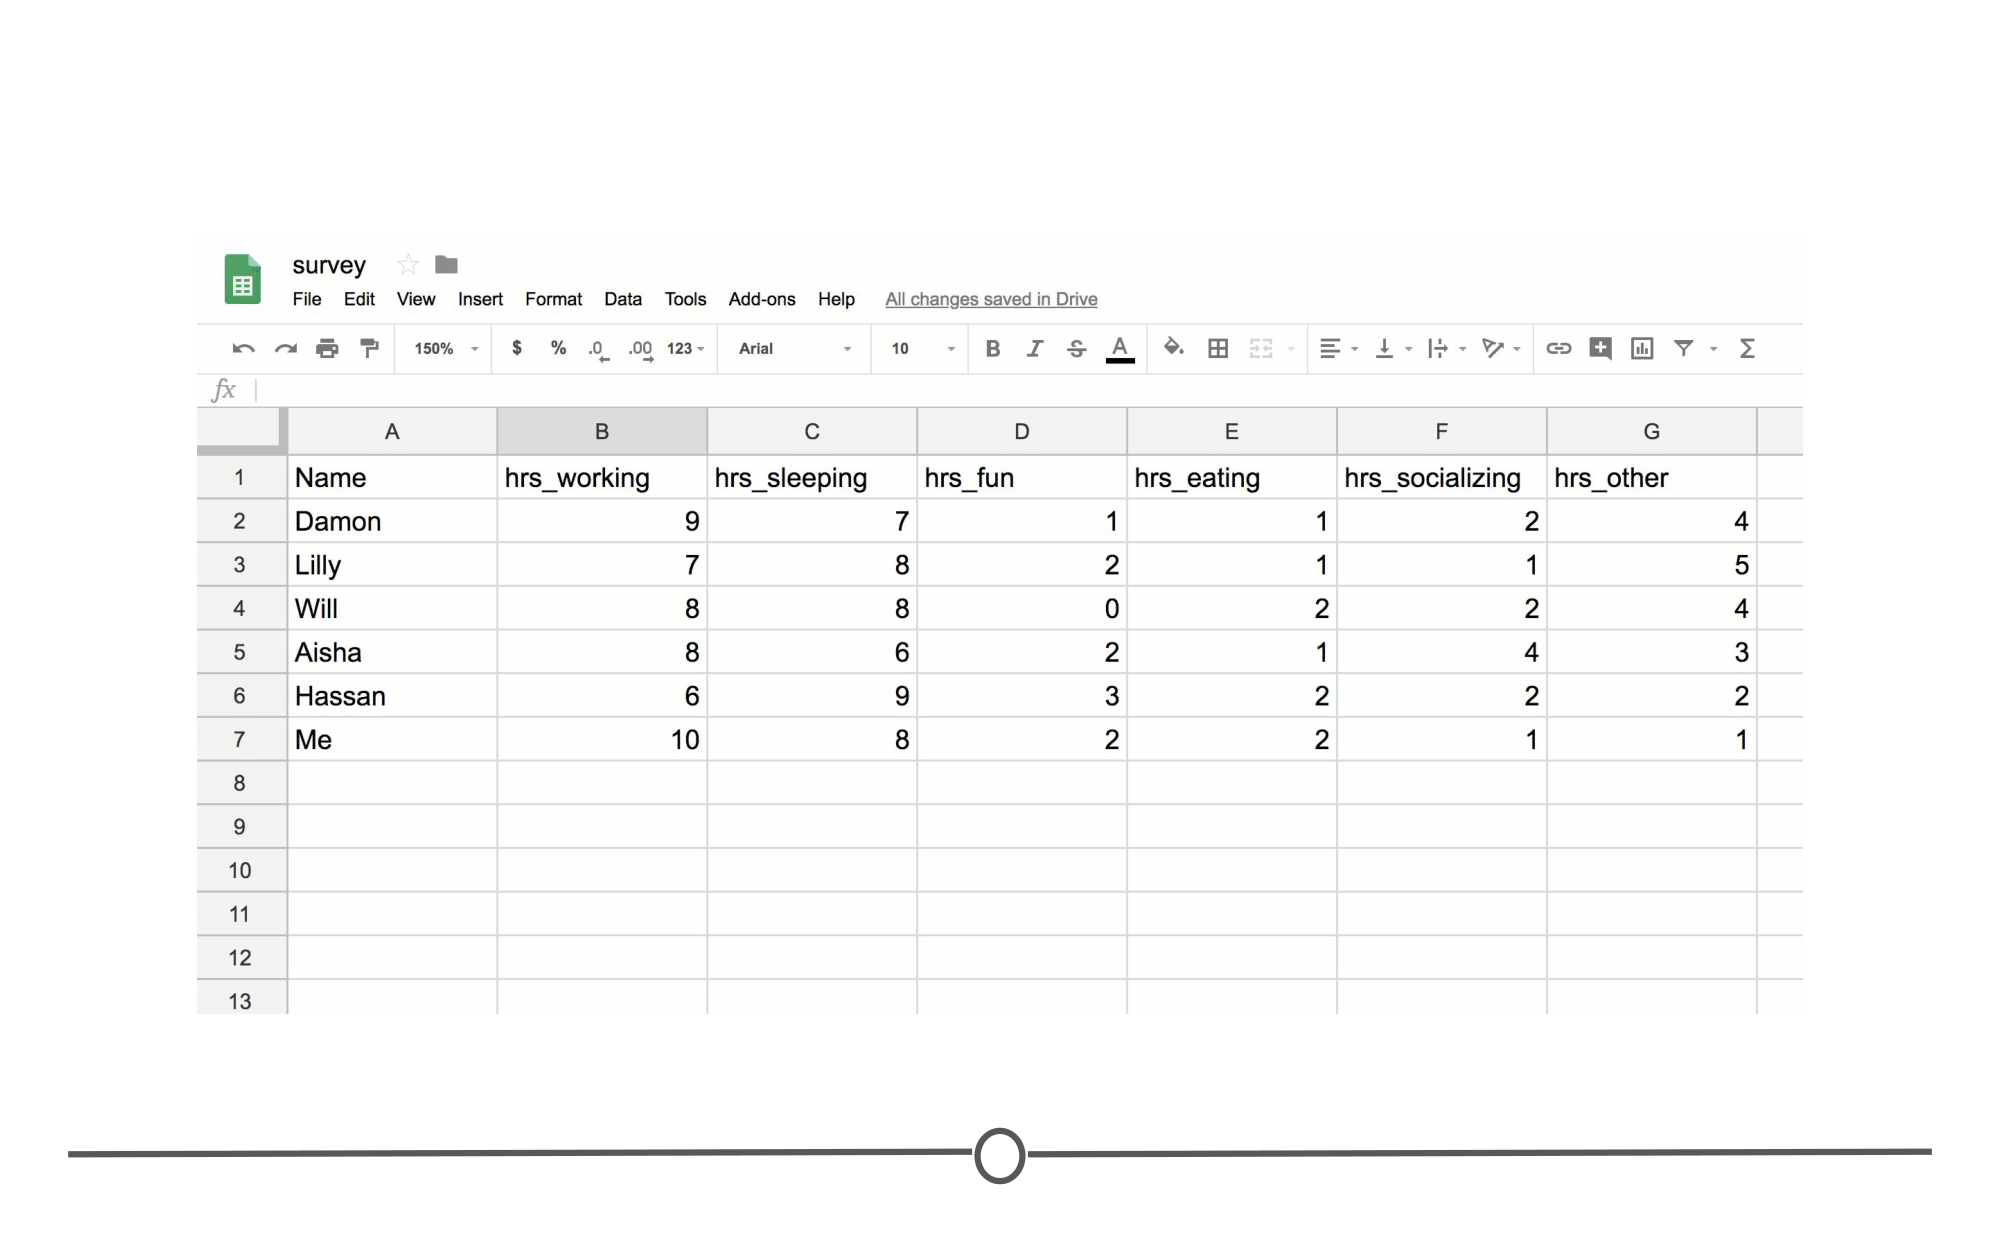 survey
File Edit View Insert Format Data Tools Add-ons Help All changes saved in Drive
150% $ % .0 .00 123 Arial 10 B I S A Σ
fx
A B C D E F G
1 Name hrs_working hrs_sleeping hrs_fun hrs_eating hrs_socializing hrs_other
2 Damon 9 7 1 1 2 4
3 Lilly 7 8 2 1 1 5
4 Will 8 8 0 2 2 4
5 Aisha 8 6 2 1 4 3
6 Hassan 6 9 3 2 2 2
7 Me 10 8 2 2 1 1
8
9
10
11
12
13